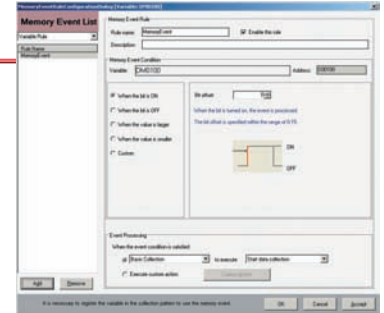 MemoryEventRuleConfigurationDialog [Variable: DM0100]
Memory Event List
Variable Rule
Rule Name
MemoryEvent
Memory Event Rule
Rule name: MemoryEvent
Enable this rule
Description:
Memory Event Condition
Variable: DM0100
Address:
When the bit is ON
When the bit is OFF
When the value is larger
When the value is smaller
Custom
Bit offset:
When the bit is turned on, the event is processed.
The bit offset is specified within the range of 0-15.
ON
OFF
Event Processing
When the event condition is satisfied
Basic Collection
to execute
Start data collection
Execute custom action
Add
Remove
It is necessary to register the variable in the collection pattern to use the memory event.
OK
Cancel
Accept